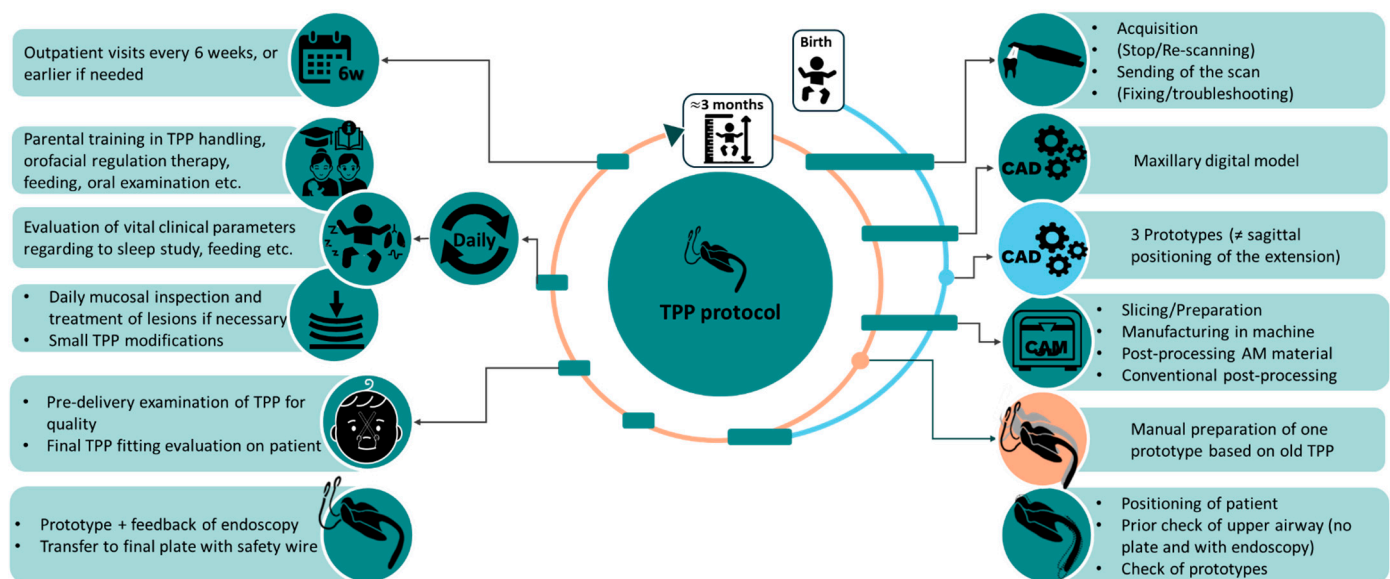 Outpatient visits every 6 weeks, or
earlier if needed
6w
Parental training in TPP handling,
orofacial regulation therapy,
feeding, oral examination etc.
Evaluation of vital clinical parameters
regarding to sleep study, feeding etc.
z
z
z
z
Daily
• Daily mucosal inspection and
treatment of lesions if necessary
• Small TPP modifications
• Pre-delivery examination of TPP for
quality
• Final TPP fitting evaluation on patient
• Prototype + feedback of endoscopy
• Transfer to final plate with safety wire
≈3 months
Birth
TPP protocol
• Acquisition
• (Stop/Re-scanning)
• Sending of the scan
• (Fixing/troubleshooting)
CAD
Maxillary digital model
CAD
3 Prototypes (≠ sagittal
positioning of the extension)
CAM
• Slicing/Preparation
• Manufacturing in machine
• Post-processing AM material
• Conventional post-processing
Manual preparation of one
prototype based on old TPP
• Positioning of patient
• Prior check of upper airway (no
plate and with endoscopy)
• Check of prototypes